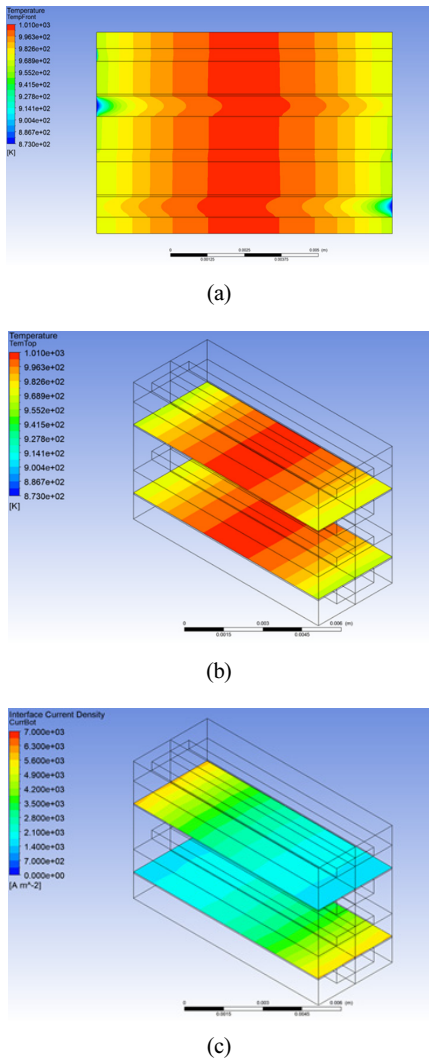 Temperature
TempFront
1.010e+03
9.963e+02
9.826e+02
9.689e+02
9.552e+02
9.415e+02
9.278e+02
9.141e+02
9.004e+02
8.867e+02
8.730e+02
[K]
0 0.0025 0.005 (m)
0.00125 0.00375
(a)
Temperature
TemTop
1.010e+03
9.963e+02
9.826e+02
9.689e+02
9.552e+02
9.415e+02
9.278e+02
9.141e+02
9.004e+02
8.867e+02
8.730e+02
[K]
0 0.003 0.006 (m)
0.0015 0.0045
(b)
Interface Current Density
CurrBot
7.000e+03
6.300e+03
5.600e+03
4.900e+03
4.200e+03
3.500e+03
2.800e+03
2.100e+03
1.400e+03
7.000e+02
0.000e+00
[A m^-2]
0 0.003 0.006 (m)
0.0015 0.0045
(c)